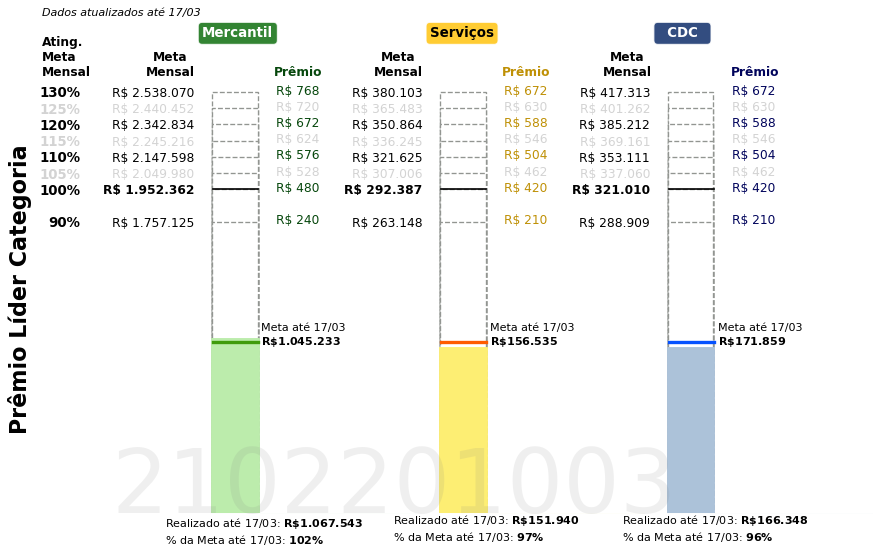 Dados atualizados até 17/03
Mercantil Serviços CDC
Ating. Meta Mensal Meta Mensal Prêmio Meta Mensal Prêmio Meta Mensal Prêmio
130% R$ 2.538.070 R$ 768 R$ 380.103 R$ 672 R$ 417.313 R$ 672
125% R$ 2.440.452 R$ 720 R$ 365.483 R$ 630 R$ 401.262 R$ 630
120% R$ 2.342.834 R$ 672 R$ 350.864 R$ 588 R$ 385.212 R$ 588
115% R$ 2.245.216 R$ 624 R$ 336.245 R$ 546 R$ 369.161 R$ 546
110% R$ 2.147.598 R$ 576 R$ 321.625 R$ 504 R$ 353.111 R$ 504
105% R$ 2.049.980 R$ 528 R$ 307.006 R$ 462 R$ 337.060 R$ 462
100% R$ 1.952.362 R$ 480 R$ 292.387 R$ 420 R$ 321.010 R$ 420
90% R$ 1.757.125 R$ 240 R$ 263.148 R$ 210 R$ 288.909 R$ 210
Prêmio Líder Categoria
Meta até 17/03 Meta até 17/03 Meta até 17/03
R$1.045.233 R$156.535 R$171.859
2102201003
Realizado até 17/03: R$1.067.543 Realizado até 17/03: R$151.940 Realizado até 17/03: R$166.348
% da Meta até 17/03: 102% % da Meta até 17/03: 97% % da Meta até 17/03: 96%